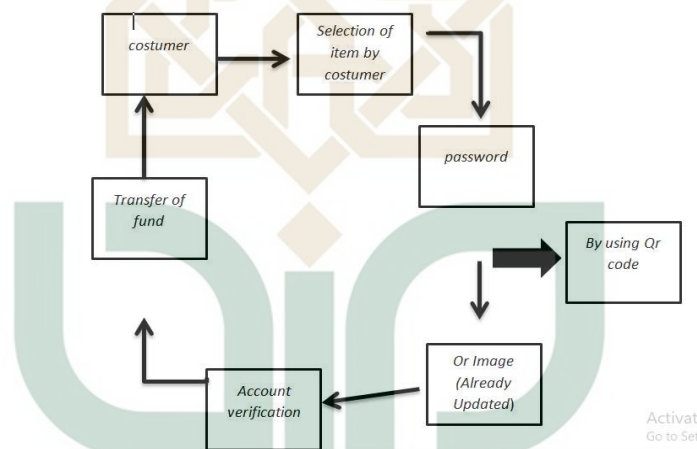 costumer
Selection of
item by
costumer
password
Transfer of
fund
By using Qr
code
Or Image
(Already
Updated)
Account
verification
Activat
Go to Set